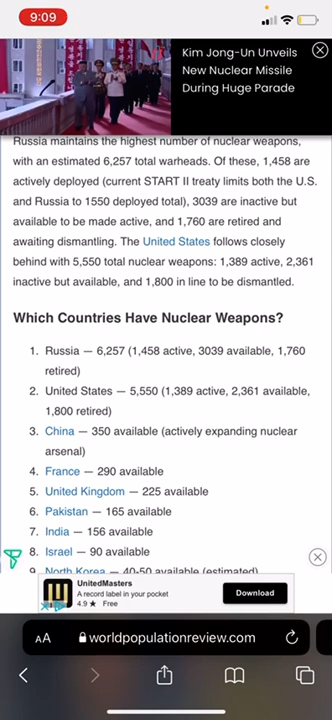 9:09
Kim Jong-Un Unveils
New Nuclear Missile
During Huge Parade
Russia maintains the highest number of nuclear weapons,
with an estimated 6,257 total warheads. Of these, 1,458 are
actively deployed (current START II treaty limits both the U.S.
and Russia to 1550 deployed total), 3039 are inactive but
available to be made active, and 1,760 are retired and
awaiting dismantling. The United States follows closely
behind with 5,550 total nuclear weapons: 1,389 active, 2,361
inactive but available, and 1,800 in line to be dismantled.
Which Countries Have Nuclear Weapons?
1. Russia — 6,257 (1,458 active, 3039 available, 1,760
retired)
2. United States — 5,550 (1,389 active, 2,361 available,
1,800 retired)
3. China — 350 available (actively expanding nuclear
arsenal)
4. France — 290 available
5. United Kingdom — 225 available
6. Pakistan — 165 available
7. India — 156 available
8. Israel — 90 available
9. North Korea — 40-50 available (estimated)
UnitedMasters
A record label in your pocket
4.9 ★ Free
Download
AA worldpopulationreview.com